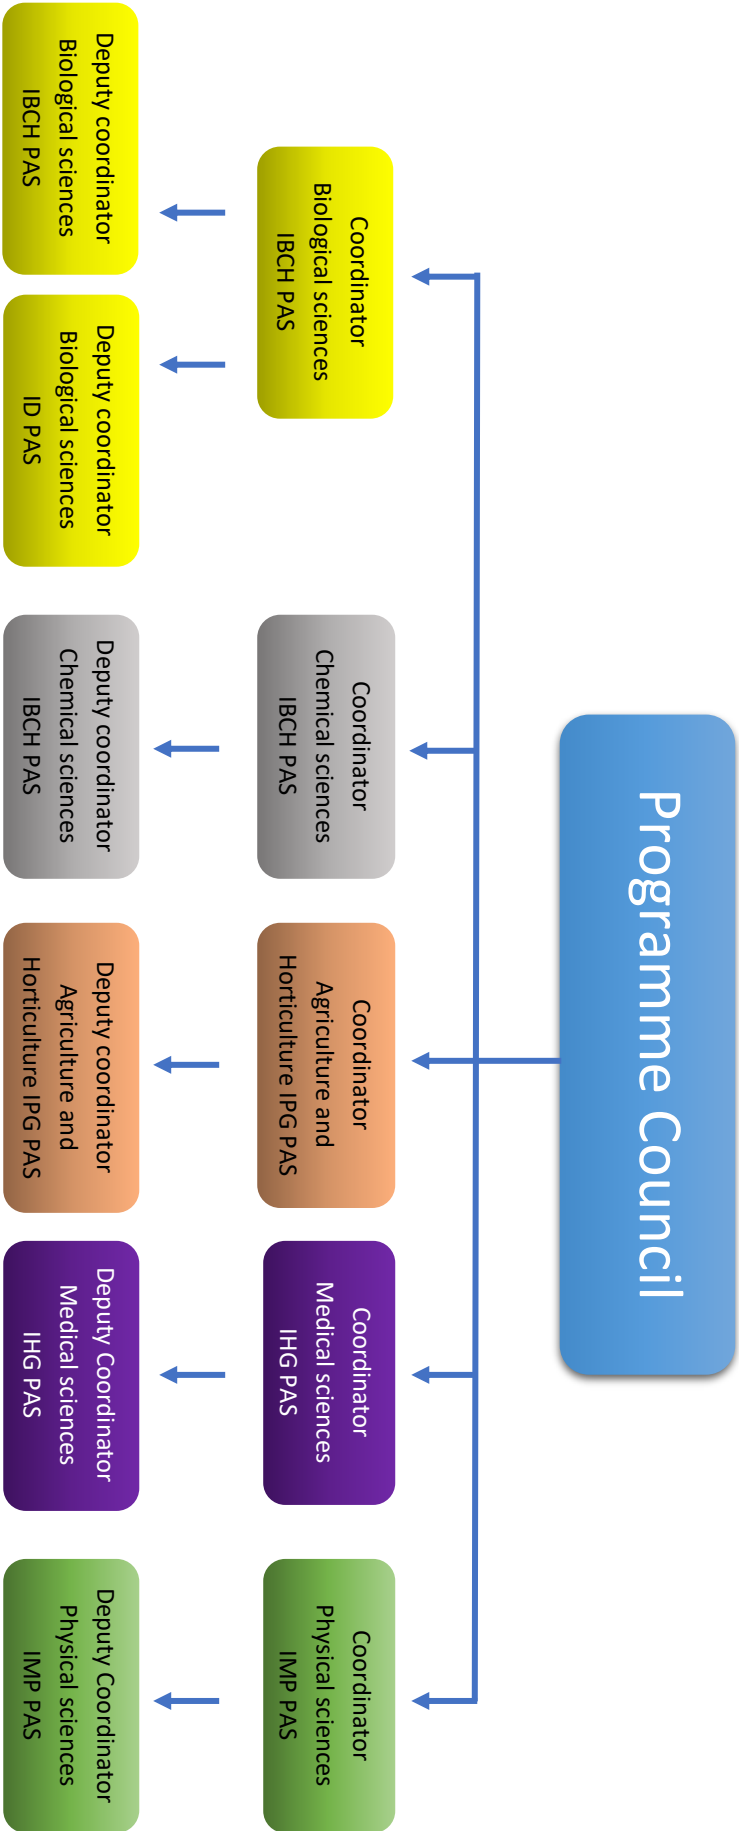 Programme Council
Coordinator
Biological sciences
IBCH PAS
Coordinator
Chemical sciences
IBCH PAS
Coordinator
Agriculture and
Horticulture IPG PAS
Coordinator
Medical sciences
IHG PAS
Coordinator
Physical sciences
IMP PAS
Deputy coordinator
Biological sciences
IBCH PAS
Deputy coordinator
Biological sciences
ID PAS
Deputy coordinator
Chemical sciences
IBCH PAS
Deputy coordinator
Agriculture and
Horticulture IPG PAS
Deputy Coordinator
Medical sciences
IHG PAS
Deputy Coordinator
Physical sciences
IMP PAS